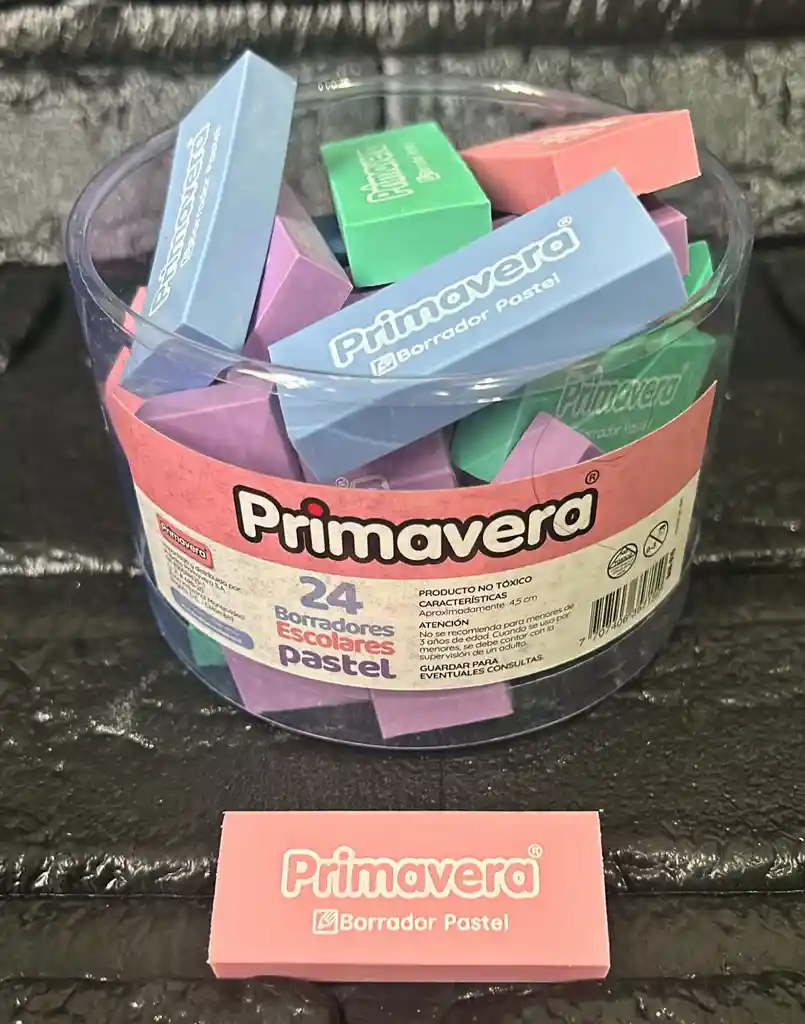 Primavera
Borrador Pastel
Primavera
Primavera®
Borrador Pastel
Primavera
Primavera®
Primavera
24
Borradores
Escolares
pastel
PRODUCTO NO TÓXICO
CARACTERÍSTICAS
Aproximadamente 4,5 cm
ATENCIÓN
No se recomienda para menores de
3 años de edad. Cuando se use por
menores, se debe contar con la
supervisión de un adulto.
GUARDAR PARA
EVENTUALES CONSULTAS.
Primavera®
Borrador Pastel